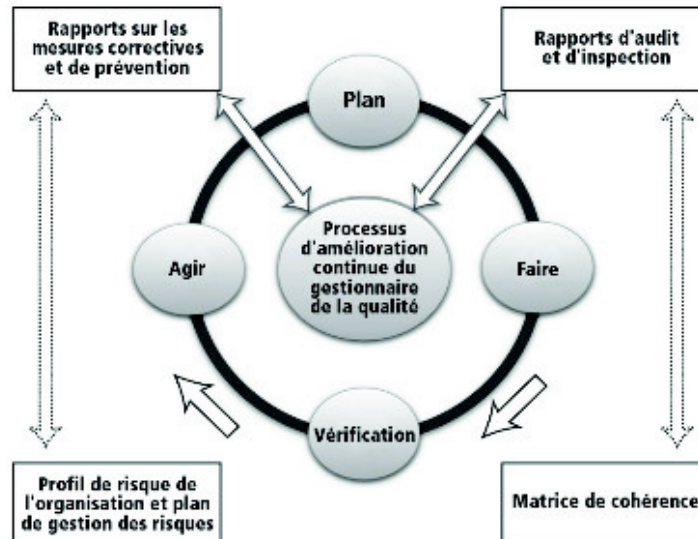 Rapports sur les
mesures correctives
et de prévention
Rapports d'audit
et d'inspection
Plan
Processus
d'amélioration
continue du
gestionnaire
de la qualité
Agir
Faire
Vérification
Profil de risque de
l'organisation et plan
de gestion des risques
Matrice de cohérence